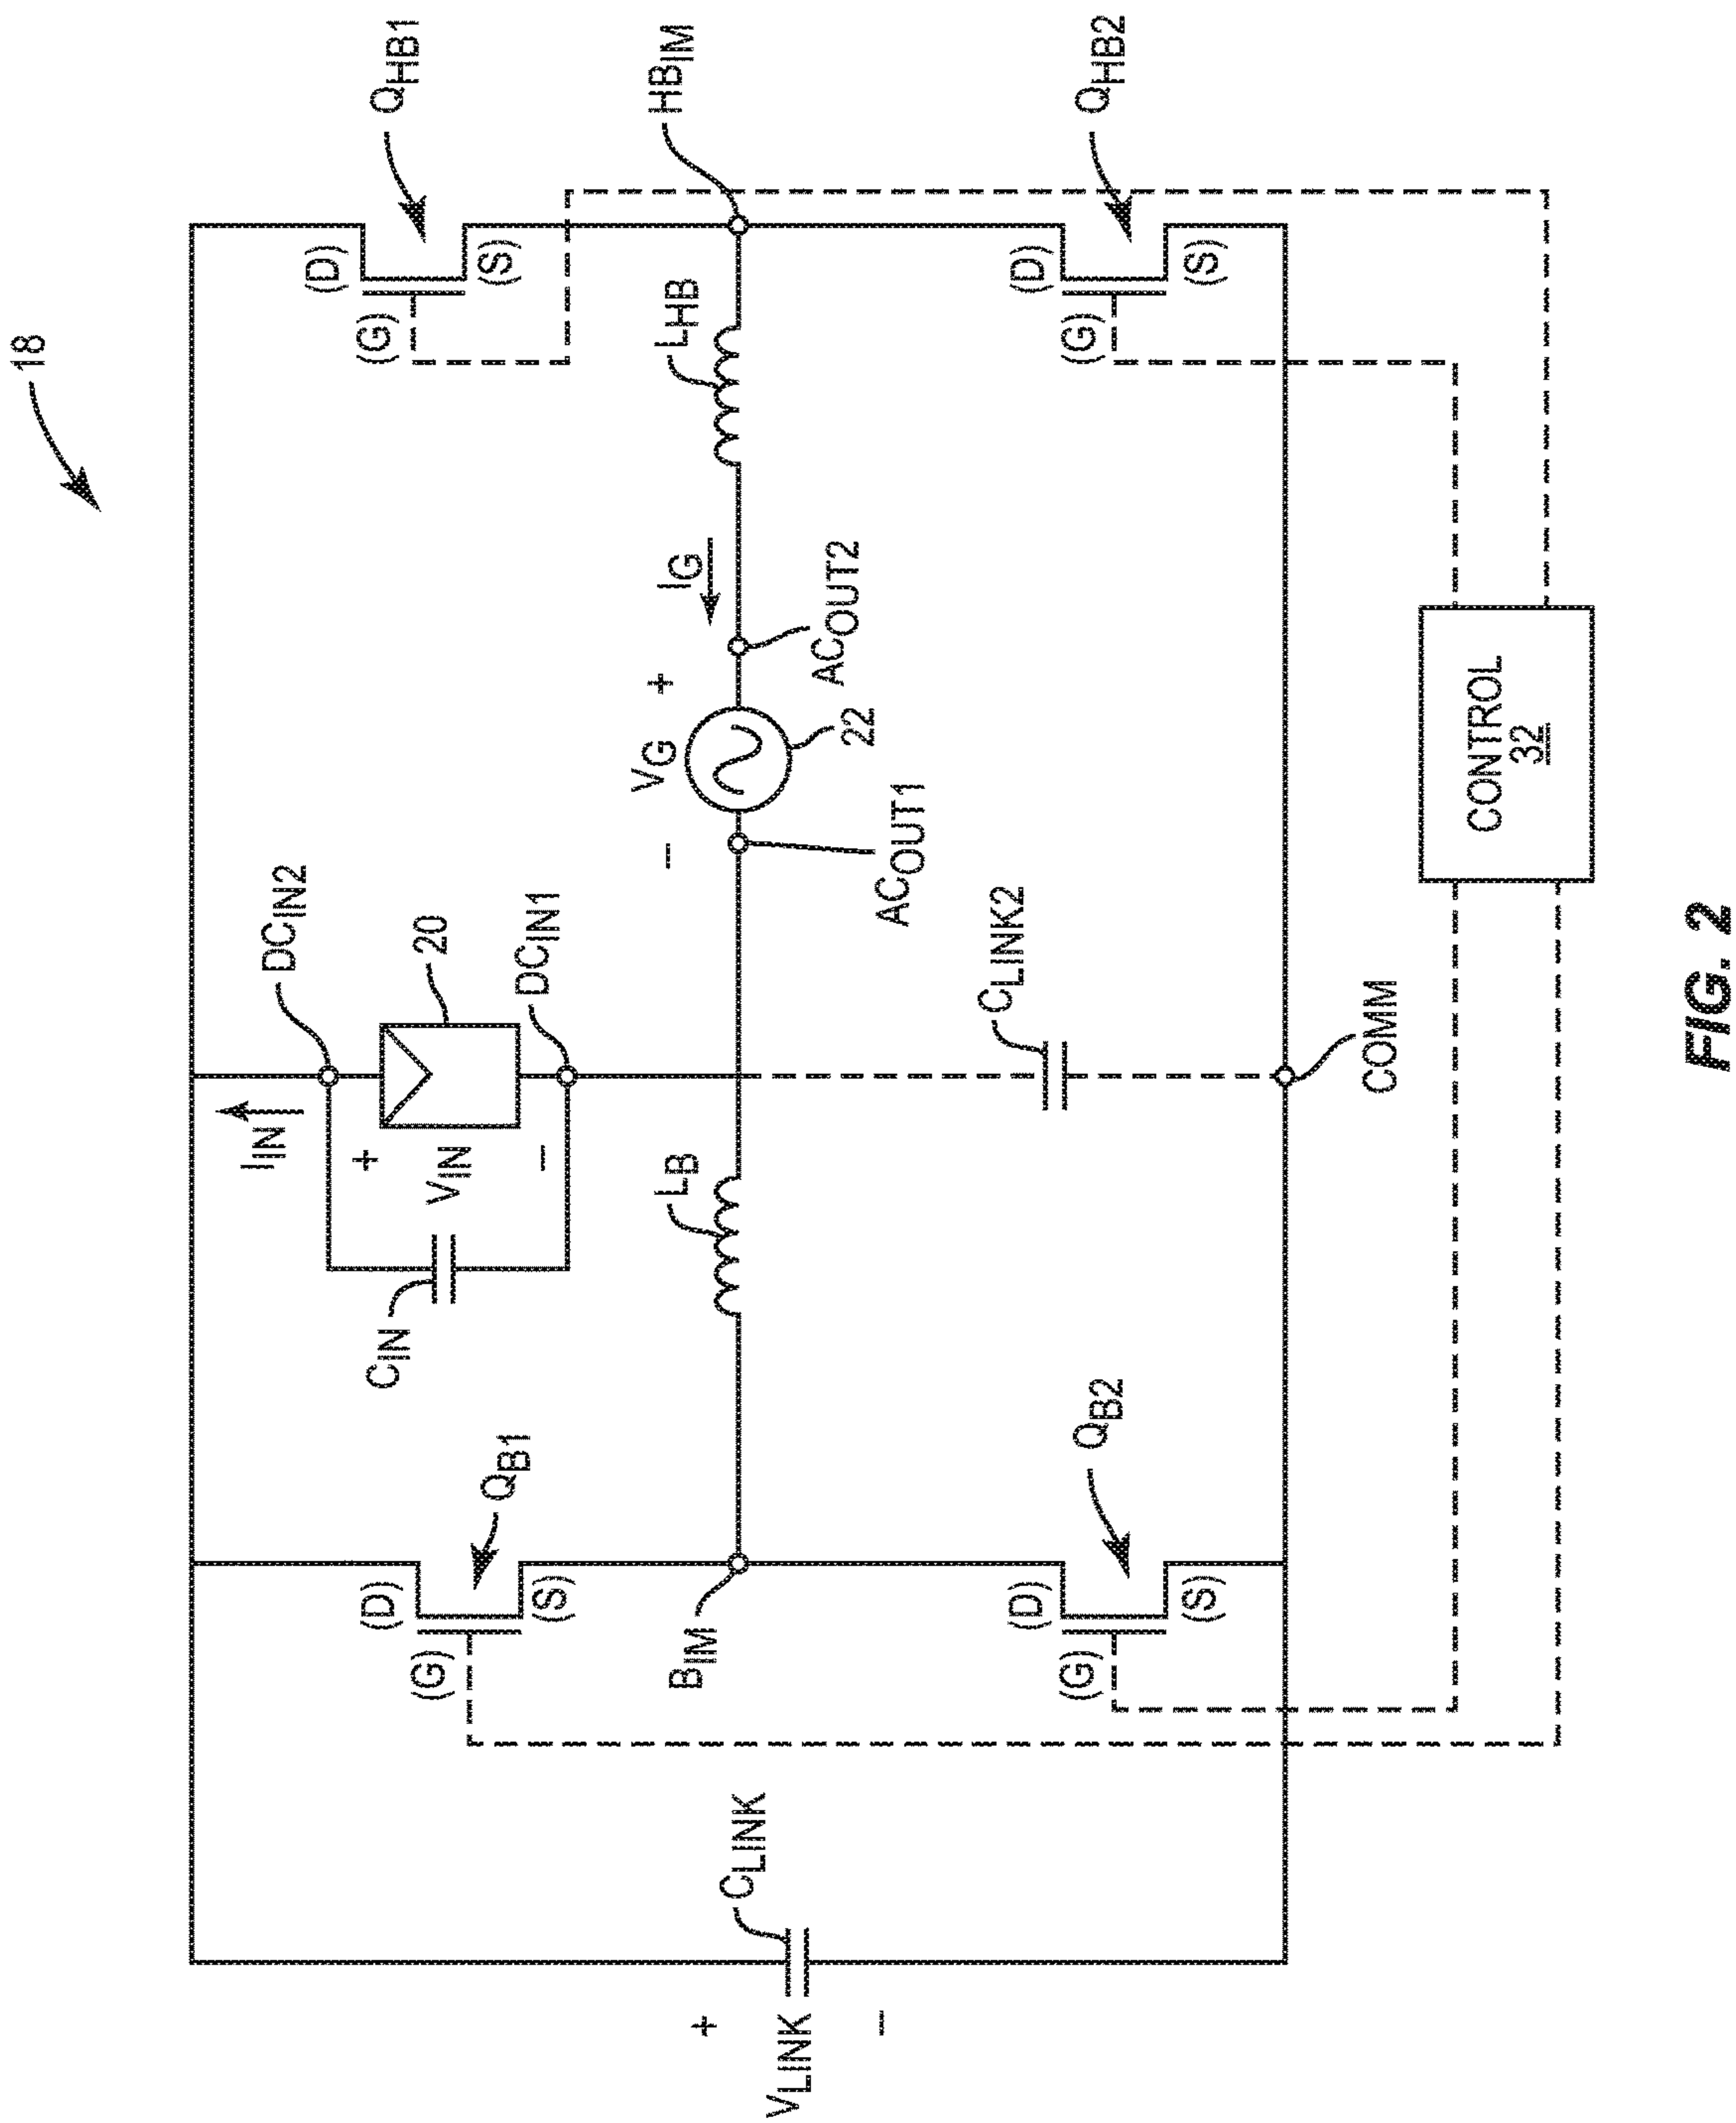 18
DCIN2
IIN
20
+
VIN
−
CIN
DCIN1
QHB1
(D)
(G)
(S)
QB1
(D)
(G)
(S)
LB
VG
−
+
22
IG
LHB
HBIM
BIM
ACOUT1
ACOUT2
+
VLINK
−
CLINK
CLINK2
QB2
(D)
(G)
(S)
QHB2
(D)
(G)
(S)
COMM
CONTROL
32
FIG. 2